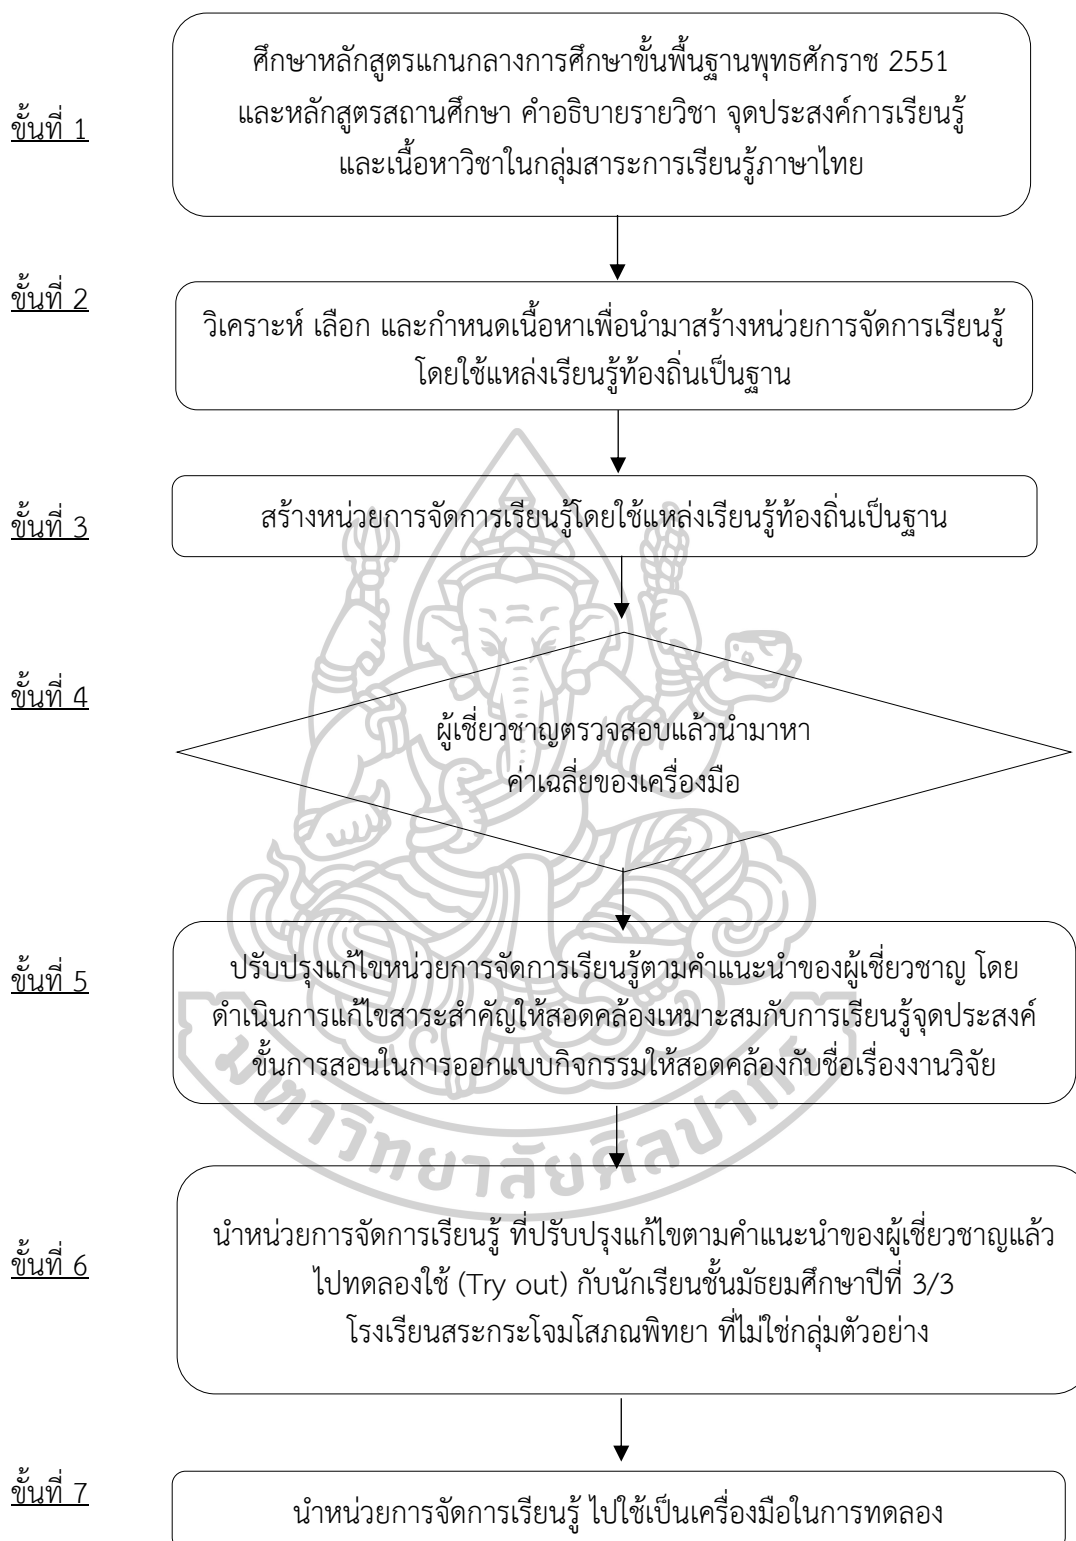 ขั้นที่ 1
ศึกษาหลักสูตรแกนกลางการศึกษาขั้นพื้นฐานพุทธศักราช 2551
และหลักสูตรสถานศึกษา คำอธิบายรายวิชา จุดประสงค์การเรียนรู้
และเนื้อหาวิชาในกลุ่มสาระการเรียนรู้ภาษาไทย
ขั้นที่ 2
วิเคราะห์ เลือก และกำหนดเนื้อหาเพื่อนำมาสร้างหน่วยการจัดการเรียนรู้
โดยใช้แหล่งเรียนรู้ท้องถิ่นเป็นฐาน
ขั้นที่ 3
สร้างหน่วยการจัดการเรียนรู้โดยใช้แหล่งเรียนรู้ท้องถิ่นเป็นฐาน
ขั้นที่ 4
ผู้เชี่ยวชาญตรวจสอบแล้วนำมาหา
ค่าเฉลี่ยของเครื่องมือ
ขั้นที่ 5
ปรับปรุงแก้ไขหน่วยการจัดการเรียนรู้ตามคำแนะนำของผู้เชี่ยวชาญ โดย
ดำเนินการแก้ไขสาระสำคัญให้สอดคล้องเหมาะสมกับการเรียนรู้จุดประสงค์
ขั้นการสอนในการออกแบบกิจกรรมให้สอดคล้องกับชื่อเรื่องงานวิจัย
มหาวิทยาลัยศิลปากร
ขั้นที่ 6
นำหน่วยการจัดการเรียนรู้ ที่ปรับปรุงแก้ไขตามคำแนะนำของผู้เชี่ยวชาญแล้ว
ไปทดลองใช้ (Try out) กับนักเรียนชั้นมัธยมศึกษาปีที่ 3/3
โรงเรียนสระกระโจมโสภณพิทยา ที่ไม่ใช่กลุ่มตัวอย่าง
ขั้นที่ 7
นำหน่วยการจัดการเรียนรู้ ไปใช้เป็นเครื่องมือในการทดลอง